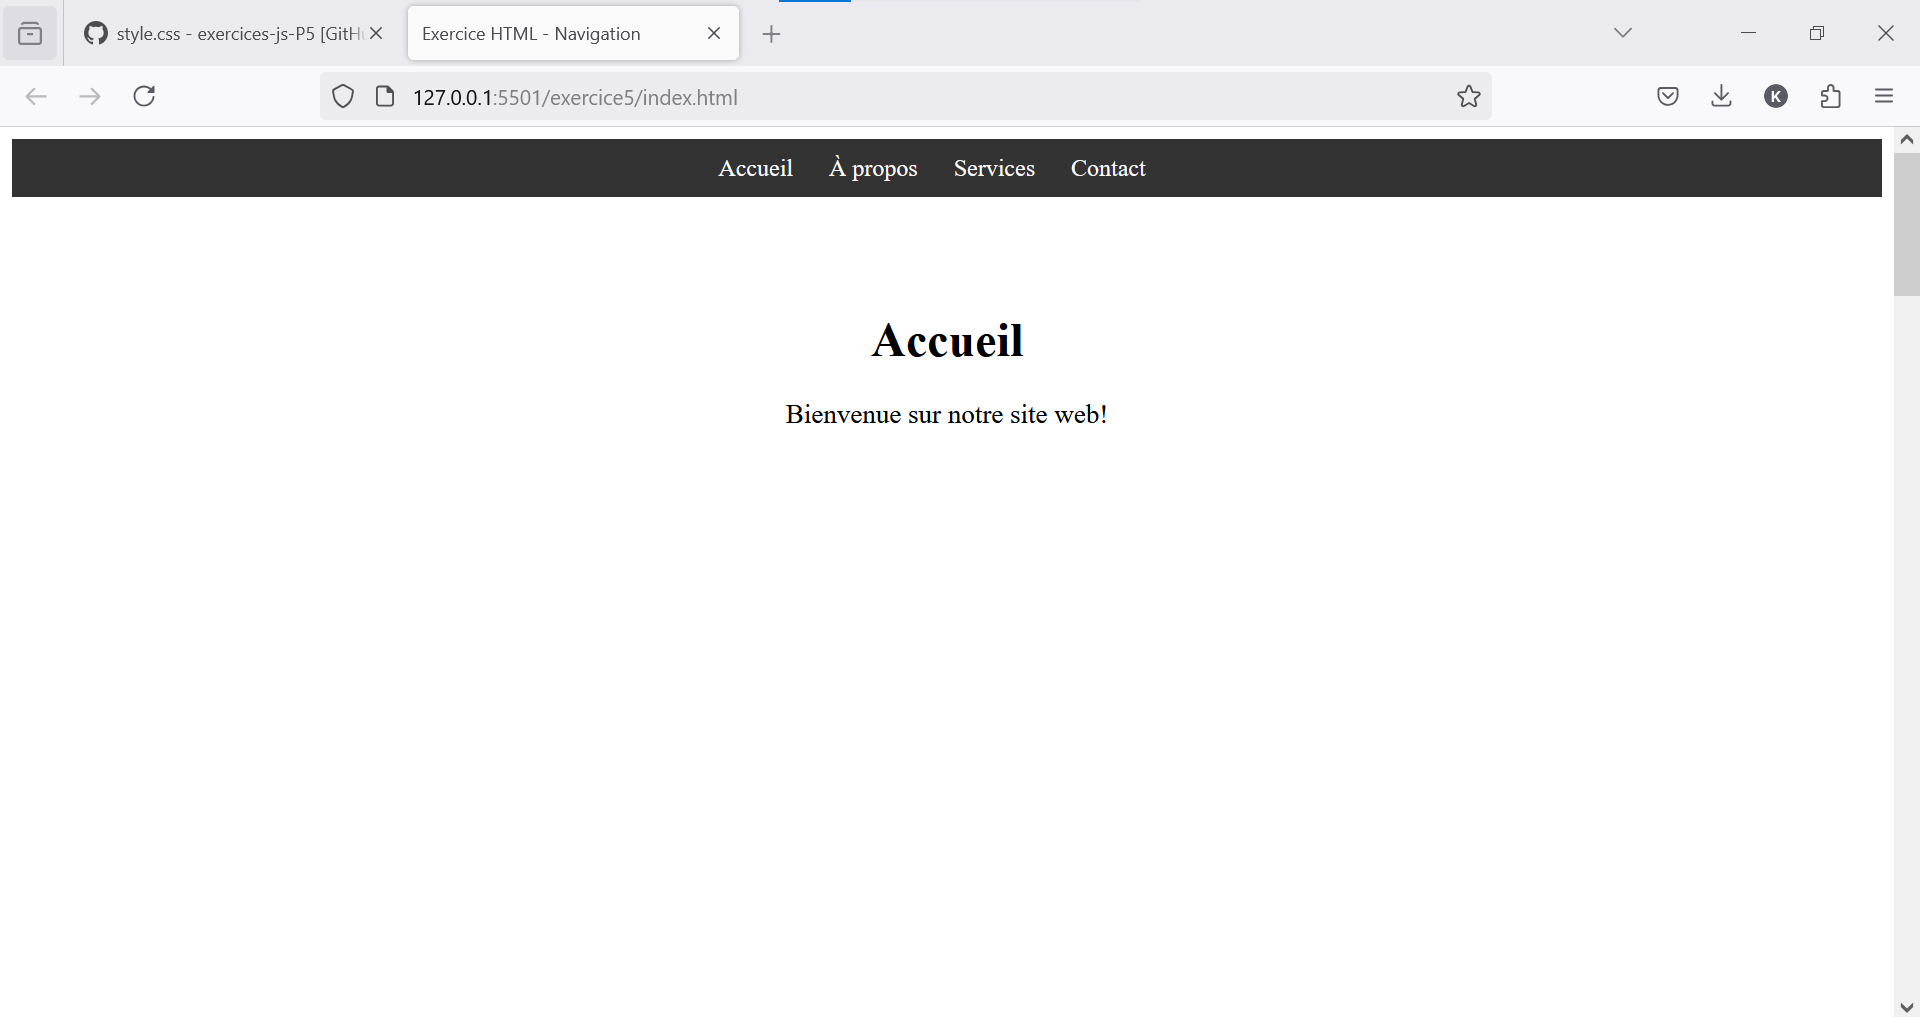 style.css - exercices-js-P5 [GitH
Exercice HTML - Navigation
127.0.0.1:5501/exercice5/index.html
K
Accueil À propos Services Contact
Accueil
Bienvenue sur notre site web!